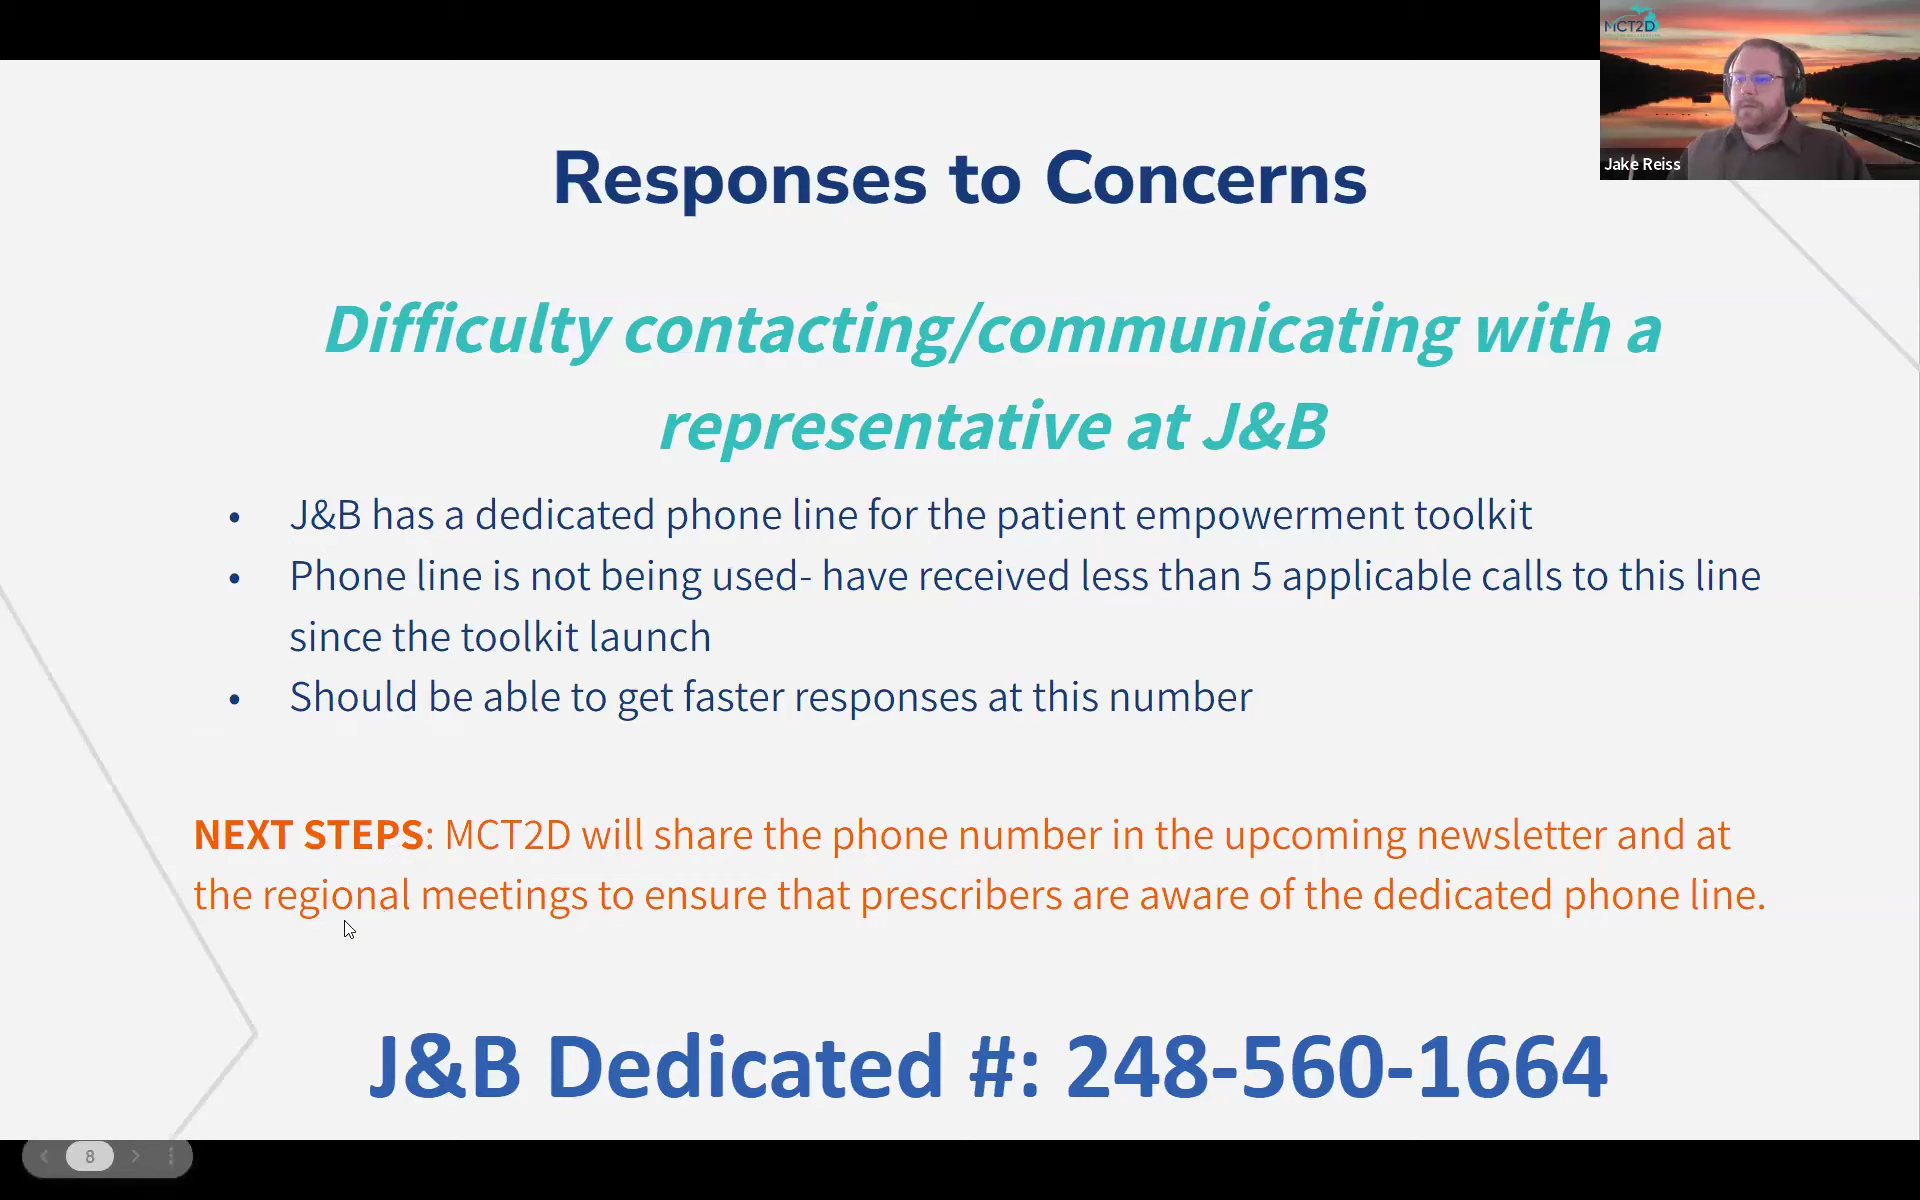 MCT2D
Jake Reiss
Responses to Concerns
Difficulty contacting/communicating with a
representative at J&B
• J&B has a dedicated phone line for the patient empowerment toolkit
• Phone line is not being used- have received less than 5 applicable calls to this line
since the toolkit launch
• Should be able to get faster responses at this number
NEXT STEPS: MCT2D will share the phone number in the upcoming newsletter and at
the regional meetings to ensure that prescribers are aware of the dedicated phone line.
J&B Dedicated #: 248-560-1664
8